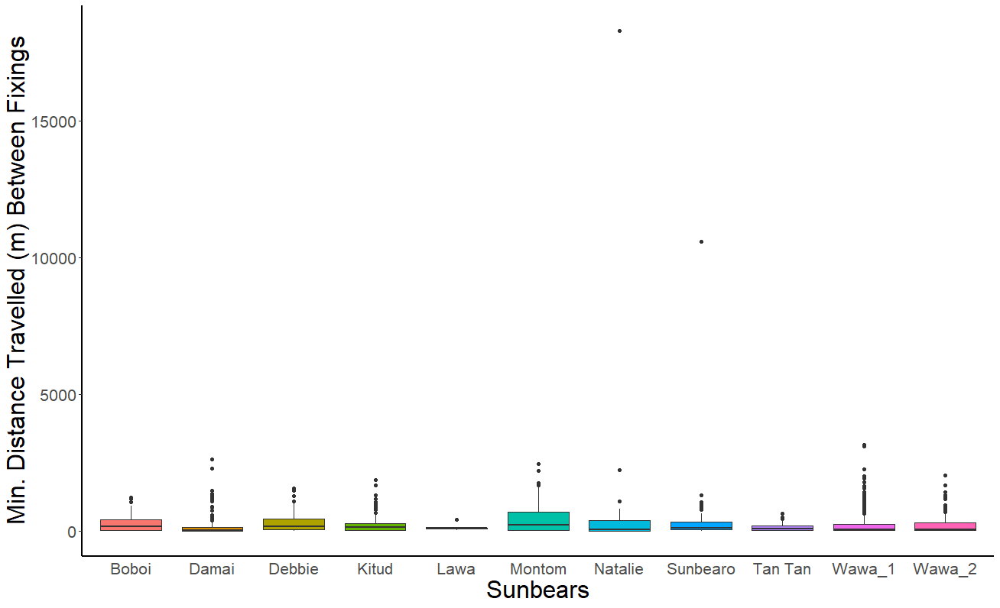 Min. Distance Travelled (m) Between Fixings
15000
10000
5000
0
Boboi Damai Debbie Kitud Lawa Montom Natalie Sunbearo Tan Tan Wawa_1 Wawa_2
Sunbears